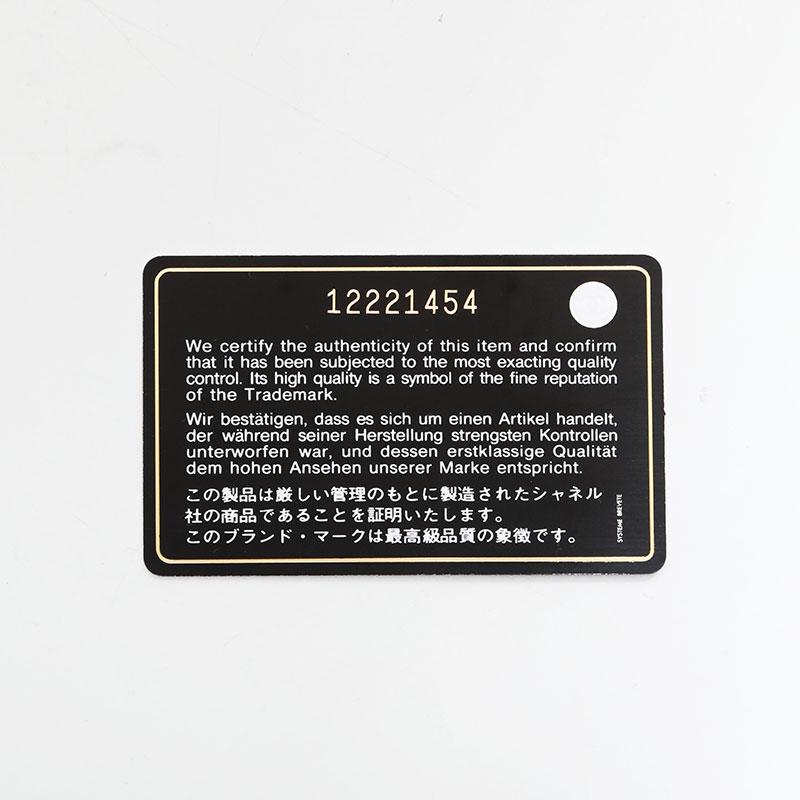 12221454
We certify the authenticity of this item and confirm
that it has been subjected to the most exacting quality
control. Its high quality is a symbol of the fine reputation
of the Trademark.
Wir bestätigen, dass es sich um einen Artikel handelt,
der während seiner Herstellung strengsten Kontrollen
unterworfen war, und dessen erstklassige Qualität
dem hohen Ansehen unserer Marke entspricht.
この製品は厳しい管理のもとに製造されたシャネル
社の商品であることを証明いたします。
このブランド・マークは最高級品質の象徴です。
SYSTEME BREVETE